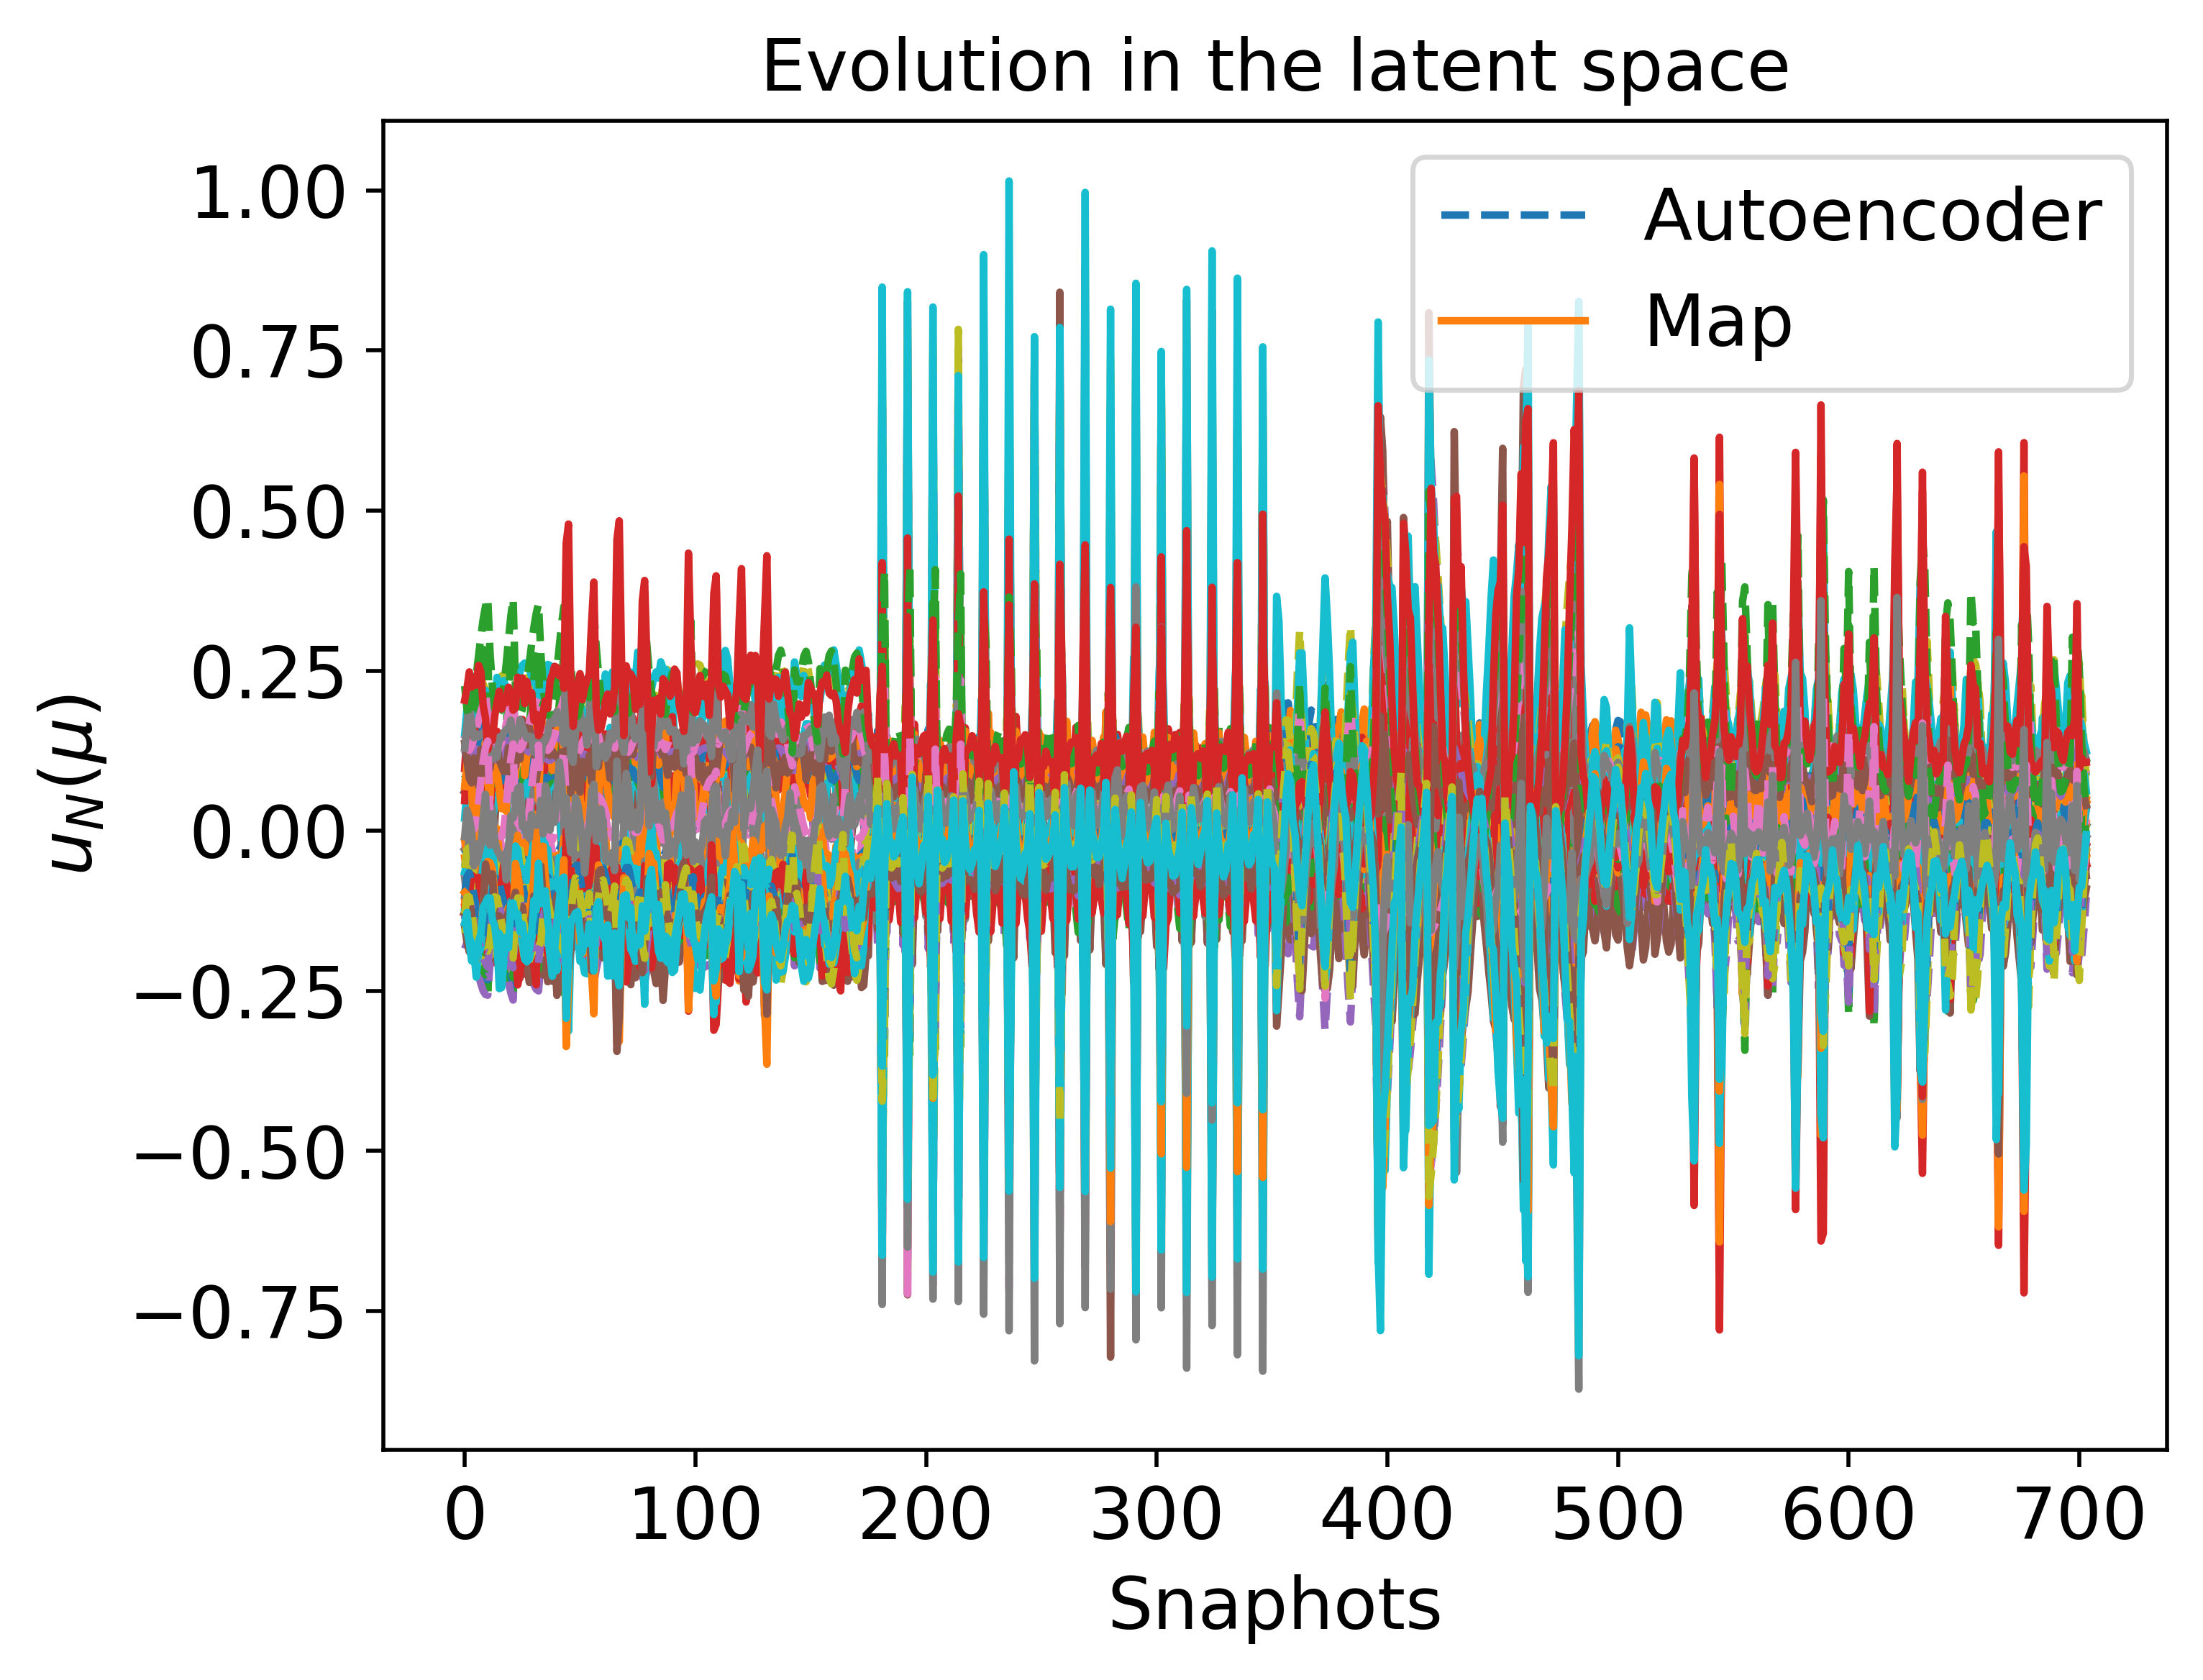 Evolution in the latent space
Autoencoder
Map
1.00
0.75
0.50
0.25
0.00
−0.25
−0.50
−0.75
u_N(μ)
0 100 200 300 400 500 600 700
Snaphots